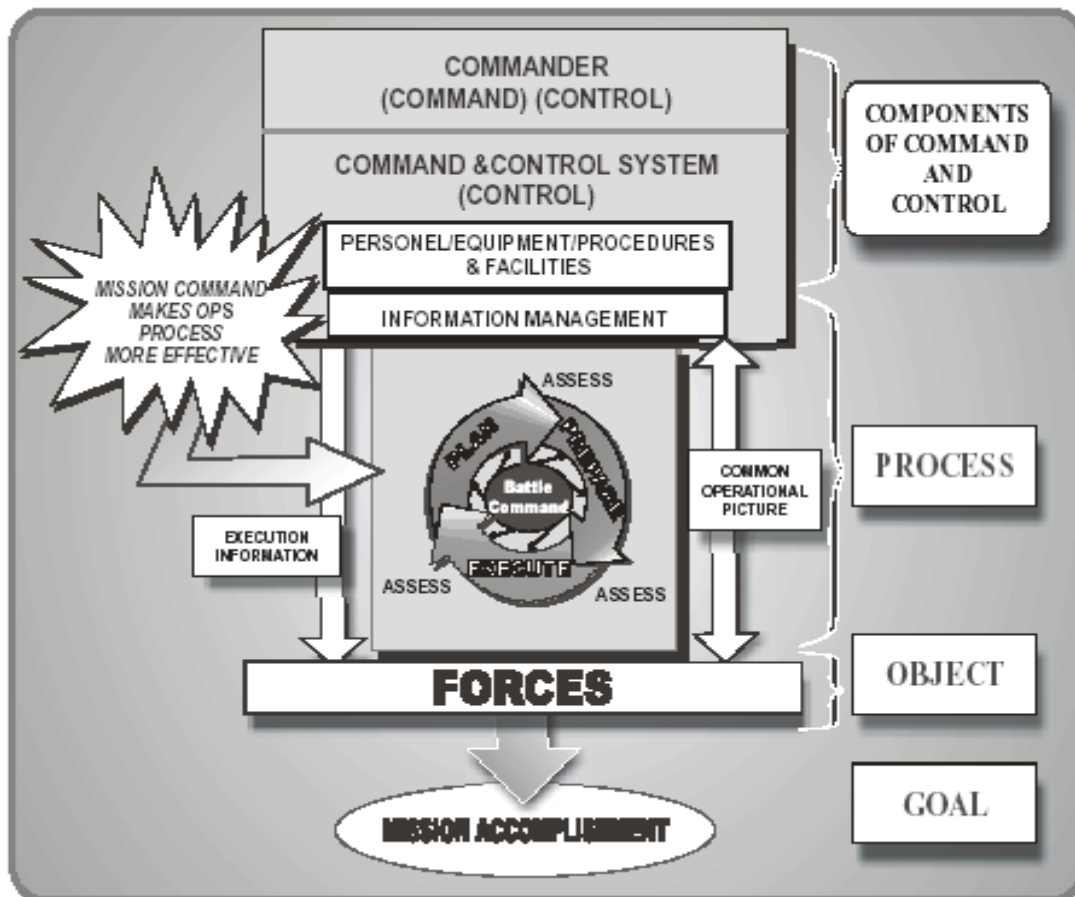 COMMANDER
(COMMAND) (CONTROL)
COMMAND &CONTROL SYSTEM
(CONTROL)
PERSONEL/EQUIPMENT/PROCEDURES
& FACILITIES
INFORMATION MANAGEMENT
COMPONENTS
OF COMMAND
AND
CONTROL
MISSION COMMAND
MAKES OPS
PROCESS
MORE EFFECTIVE
ASSESS
PLAN
PREPARE
Battle
Command
EXECUTE
ASSESS
ASSESS
EXECUTION
INFORMATION
COMMON
OPERATIONAL
PICTURE
PROCESS
FORCES
OBJECT
MISSION ACCOMPLISHMENT
GOAL